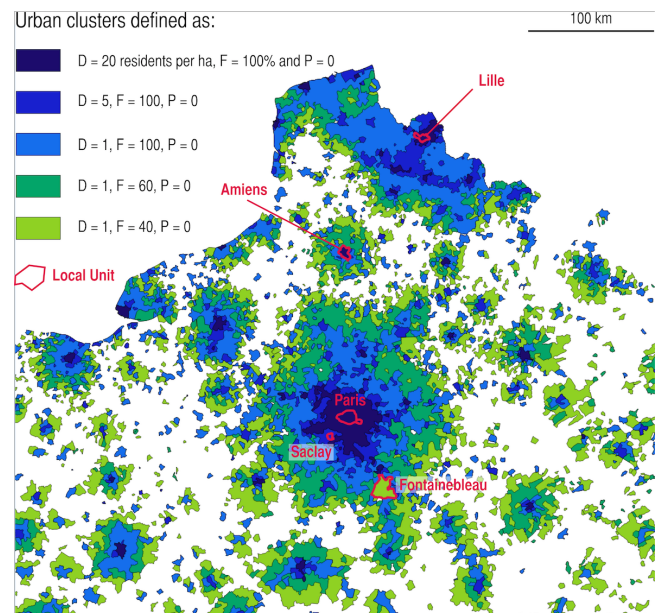 Urban clusters defined as:
100 km
D = 20 residents per ha, F = 100% and P = 0
D = 5, F = 100, P = 0
D = 1, F = 100, P = 0
D = 1, F = 60, P = 0
D = 1, F = 40, P = 0
Lille
Amiens
Local Unit
Paris
Saclay
Fontainebleau